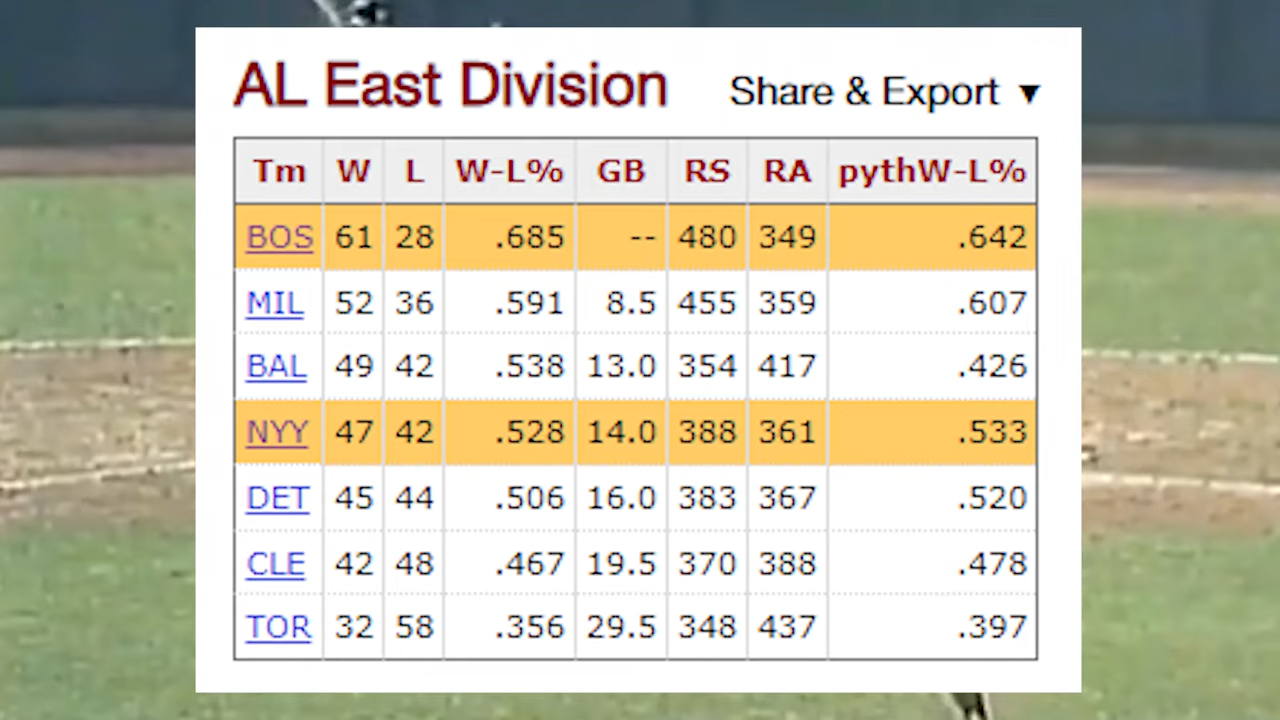 AL East Division Share & Export ▼
Tm W L W-L% GB RS RA pythW-L%
BOS 61 28 .685 -- 480 349 .642
MIL 52 36 .591 8.5 455 359 .607
BAL 49 42 .538 13.0 354 417 .426
NYY 47 42 .528 14.0 388 361 .533
DET 45 44 .506 16.0 383 367 .520
CLE 42 48 .467 19.5 370 388 .478
TOR 32 58 .356 29.5 348 437 .397